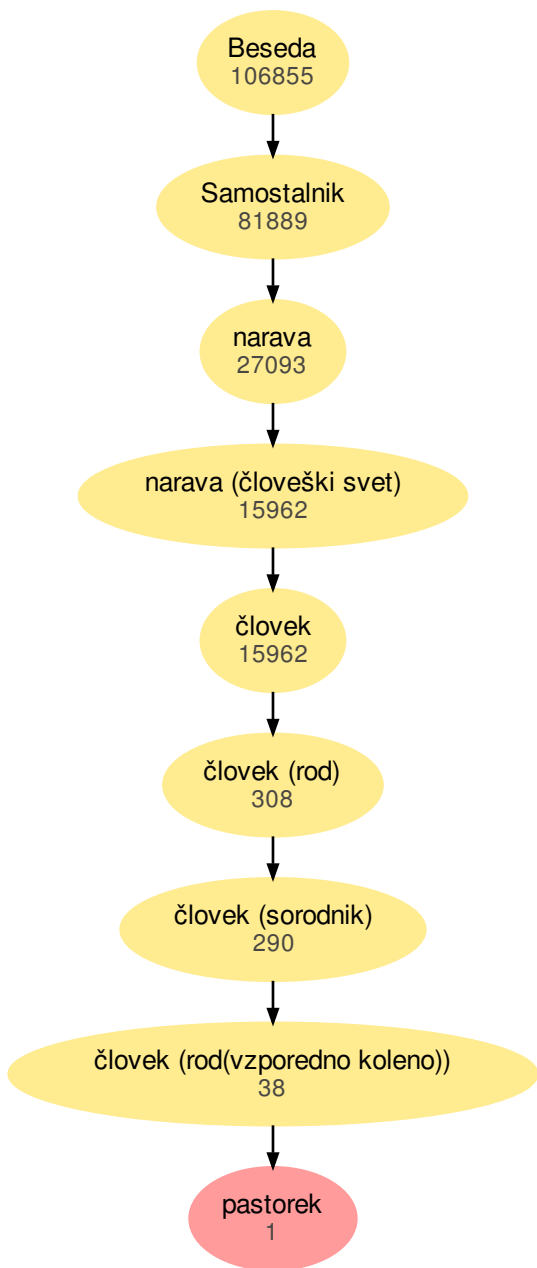 Beseda
106855
Samostalnik
81889
narava
27093
narava (človeški svet)
15962
človek
15962
človek (rod)
308
človek (sorodnik)
290
človek (rod(vzporedno koleno))
38
pastorek
1